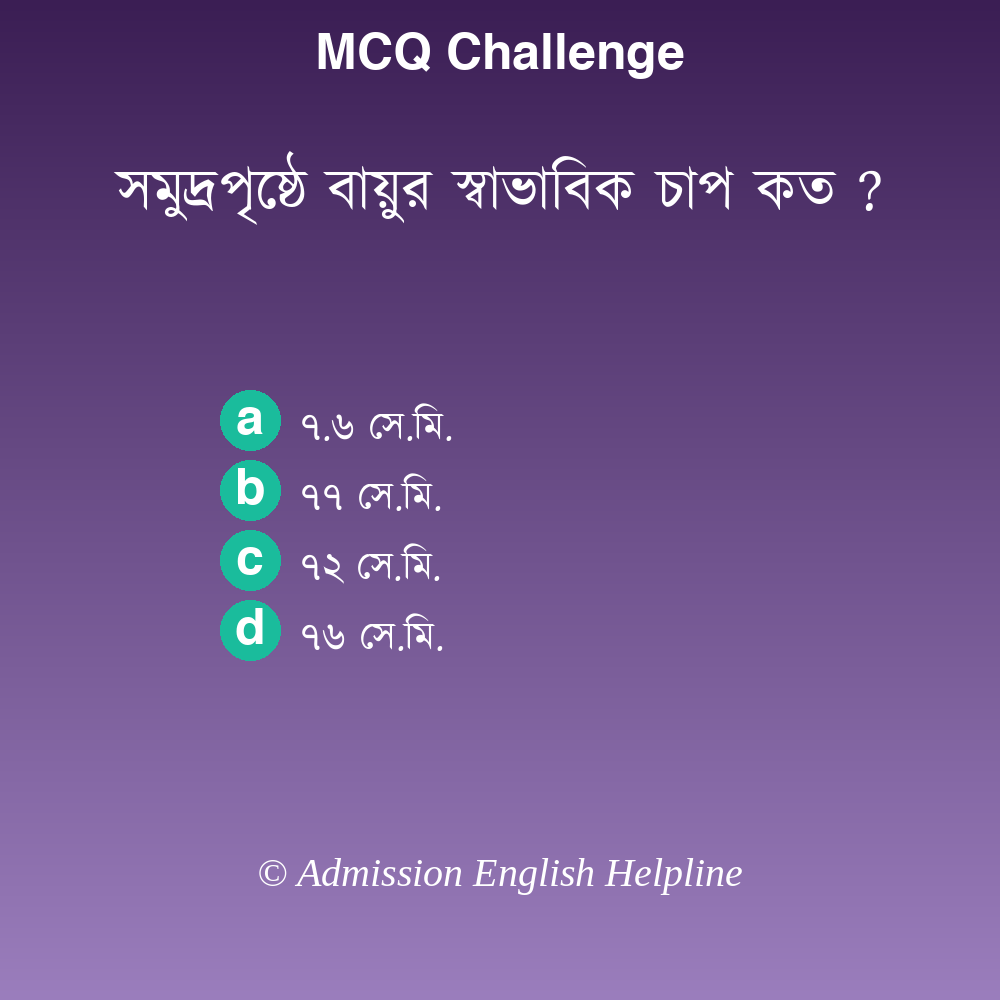 MCQ Challenge
সমুদ্রপৃষ্ঠে বায়ুর স্বাভাবিক চাপ কত ?
a ৭.৬ সে.মি.
b ৭৭ সে.মি.
c ৭২ সে.মি.
d ৭৬ সে.মি.
© Admission English Helpline